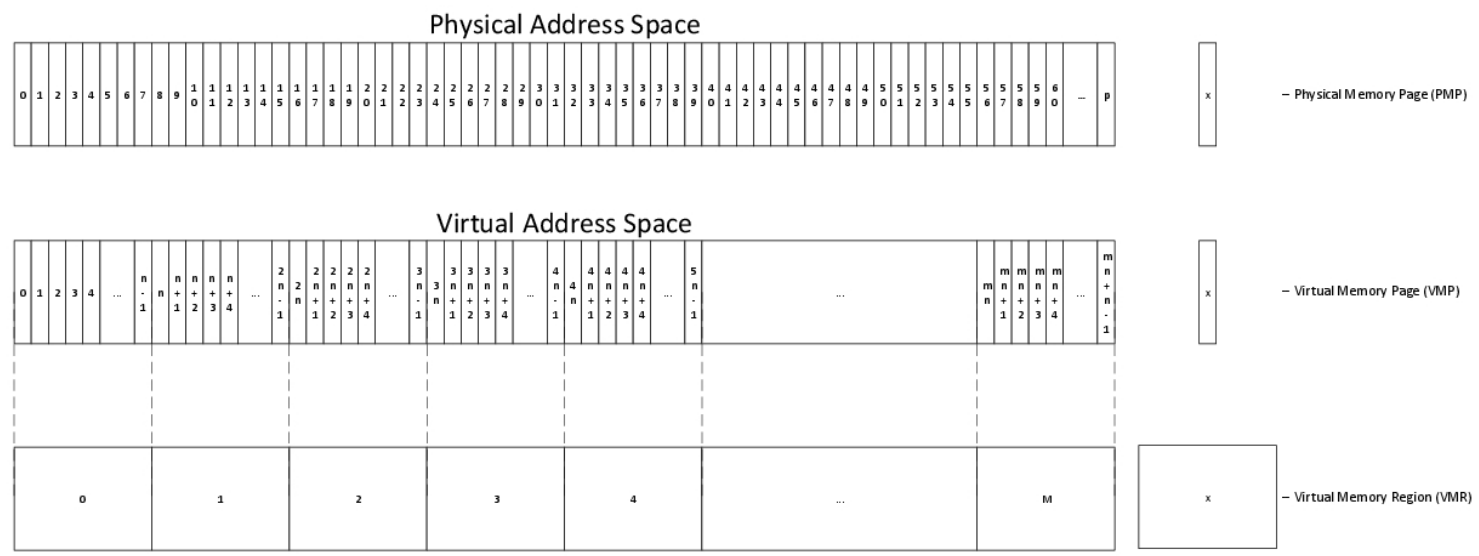 Physical Address Space
0 1 2 3 4 5 6 7 8 9 10 11 12 13 14 15 16 17 18 19 20 21 22 23 24 25 26 27 28 29 30 31 32 33 34 35 36 37 38 39 40 41 42 43 44 45 46 47 48 49 50 51 52 53 54 55 56 57 58 59 60 ... p
x – Physical Memory Page (PMP)
Virtual Address Space
0 1 2 3 4 ... n-1 n n+1 n+2 n+3 n+4 ... 2n-1 2n 2n+1 2n+2 2n+3 2n+4 ... 3n-1 3n 3n+1 3n+2 3n+3 3n+4 ... 4n-1 4n 4n+1 4n+2 4n+3 4n+4 ... 5n-1 ... mn mn+1 mn+2 mn+3 mn+4 ... mn+n-1
x – Virtual Memory Page (VMP)
0 1 2 3 4 ... M
x – Virtual Memory Region (VMR)